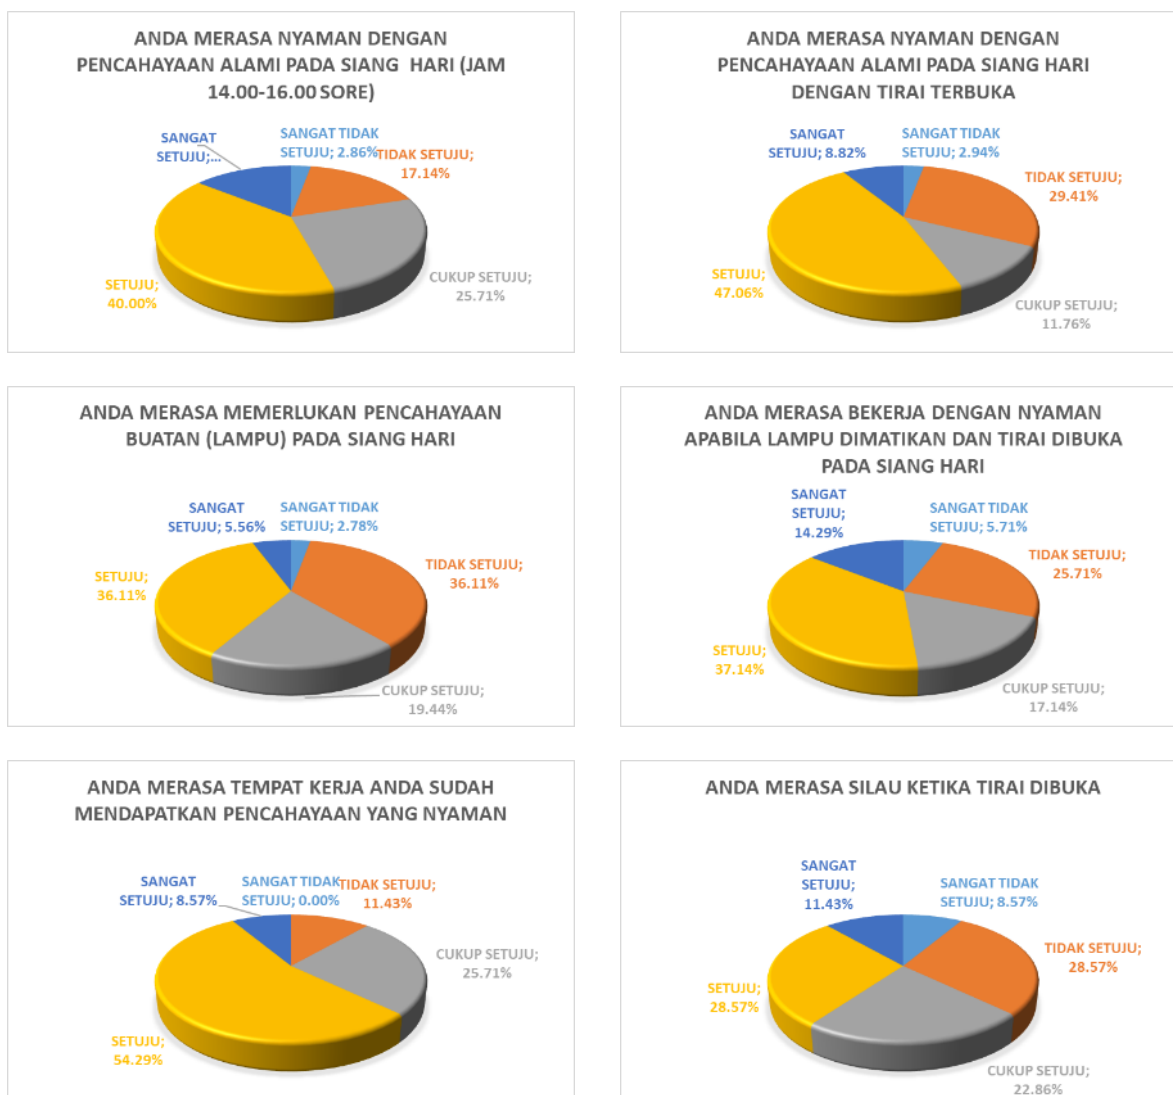 ANDA MERASA NYAMAN DENGAN
PENCAHAYAAN ALAMI PADA SIANG HARI (JAM
14.00-16.00 SORE)
SANGAT
SETUJU;...
SANGAT TIDAK
SETUJU; 2.86%
TIDAK SETUJU;
17.14%
CUKUP SETUJU;
25.71%
SETUJU;
40.00%
ANDA MERASA NYAMAN DENGAN
PENCAHAYAAN ALAMI PADA SIANG HARI
DENGAN TIRAI TERBUKA
SANGAT
SETUJU; 8.82%
SANGAT TIDAK
SETUJU; 2.94%
TIDAK SETUJU;
29.41%
SETUJU;
47.06%
CUKUP SETUJU;
11.76%
ANDA MERASA MEMERLUKAN PENCAHAYAAN
BUATAN (LAMPU) PADA SIANG HARI
SANGAT
SETUJU; 5.56%
SANGAT TIDAK
SETUJU; 2.78%
TIDAK SETUJU;
36.11%
SETUJU;
36.11%
CUKUP SETUJU;
19.44%
ANDA MERASA BEKERJA DENGAN NYAMAN
APABILA LAMPU DIMATIKAN DAN TIRAI DIBUKA
PADA SIANG HARI
SANGAT
SETUJU;
14.29%
SANGAT TIDAK
SETUJU; 5.71%
TIDAK SETUJU;
25.71%
SETUJU;
37.14%
CUKUP SETUJU;
17.14%
ANDA MERASA TEMPAT KERJA ANDA SUDAH
MENDAPATKAN PENCAHAYAAN YANG NYAMAN
SANGAT
SETUJU; 8.57%
SANGAT TIDAK
SETUJU; 0.00%
TIDAK SETUJU;
11.43%
CUKUP SETUJU;
25.71%
SETUJU;
54.29%
ANDA MERASA SILAU KETIKA TIRAI DIBUKA
SANGAT
SETUJU;
11.43%
SANGAT TIDAK
SETUJU; 8.57%
TIDAK SETUJU;
28.57%
SETUJU;
28.57%
CUKUP SETUJU;
22.86%